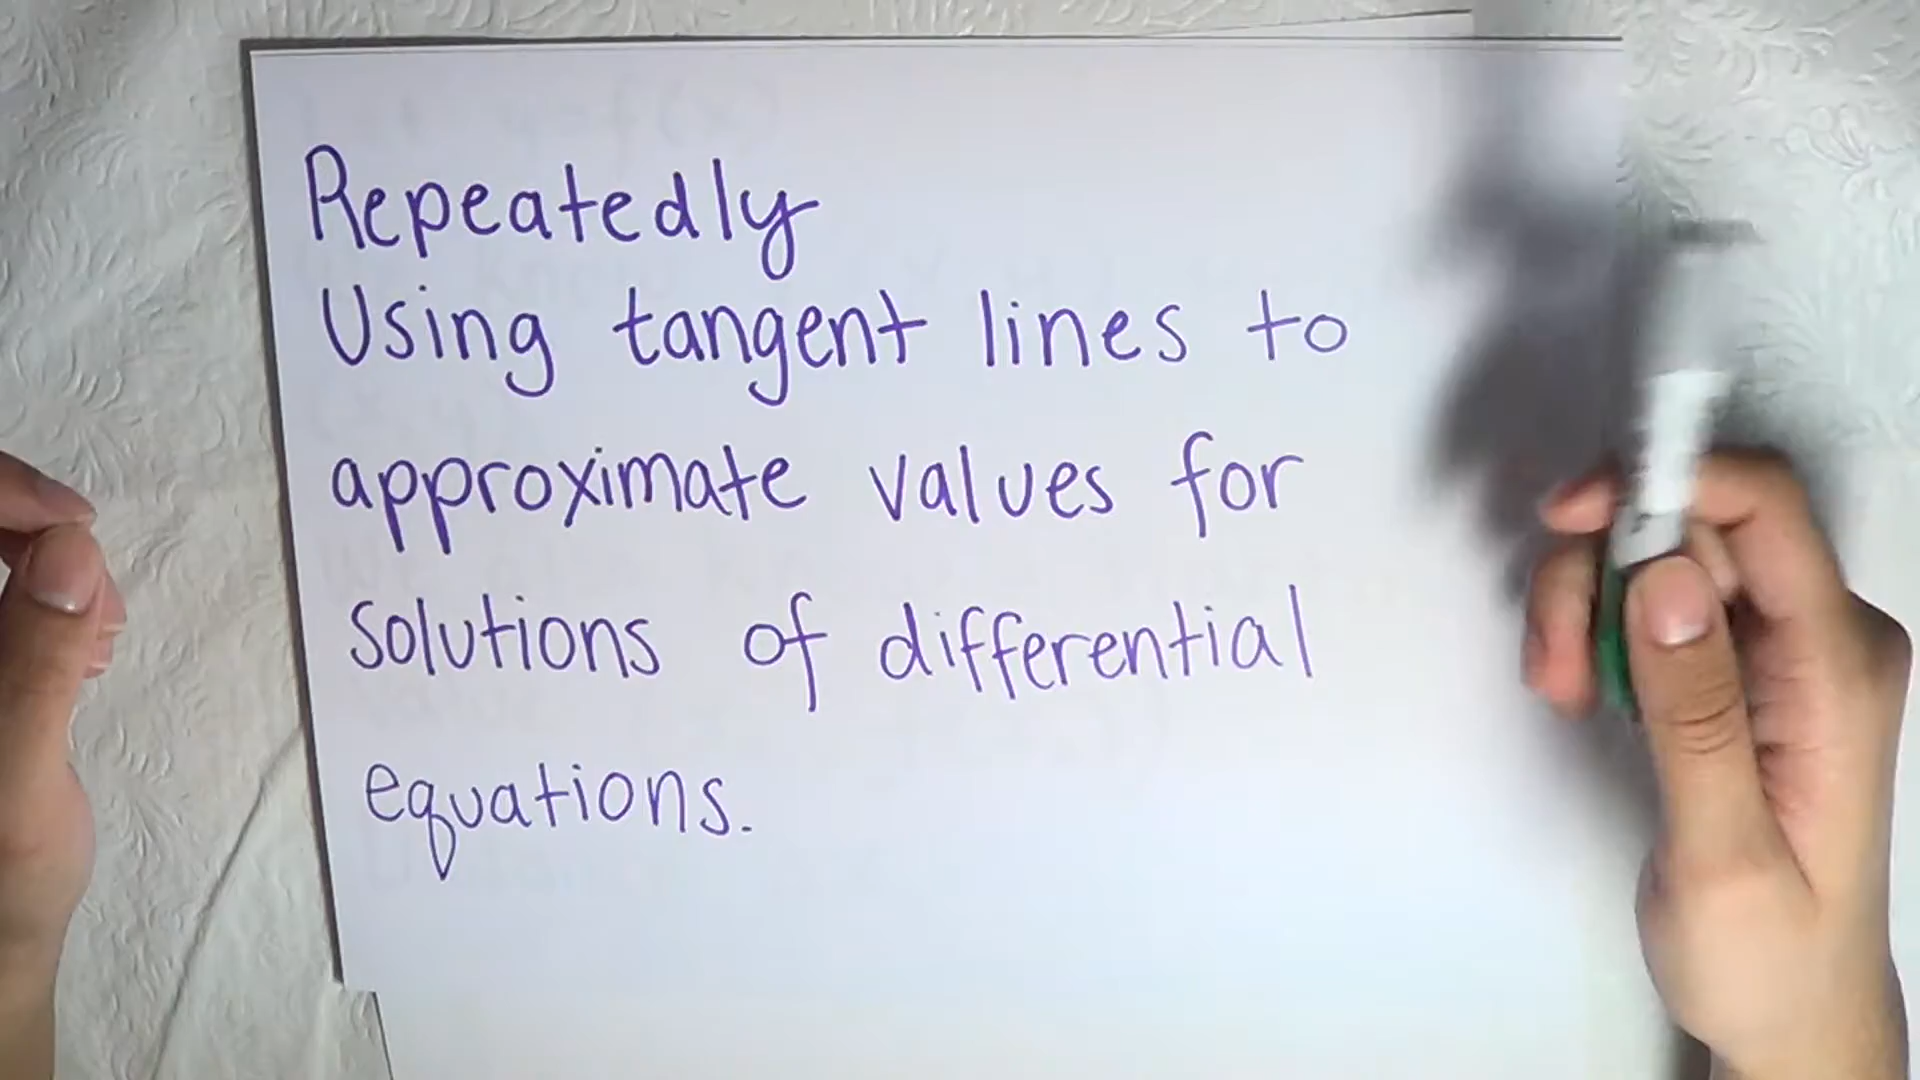 Repeatedly
Using tangent lines to
approximate values for
solutions of differential
equations.